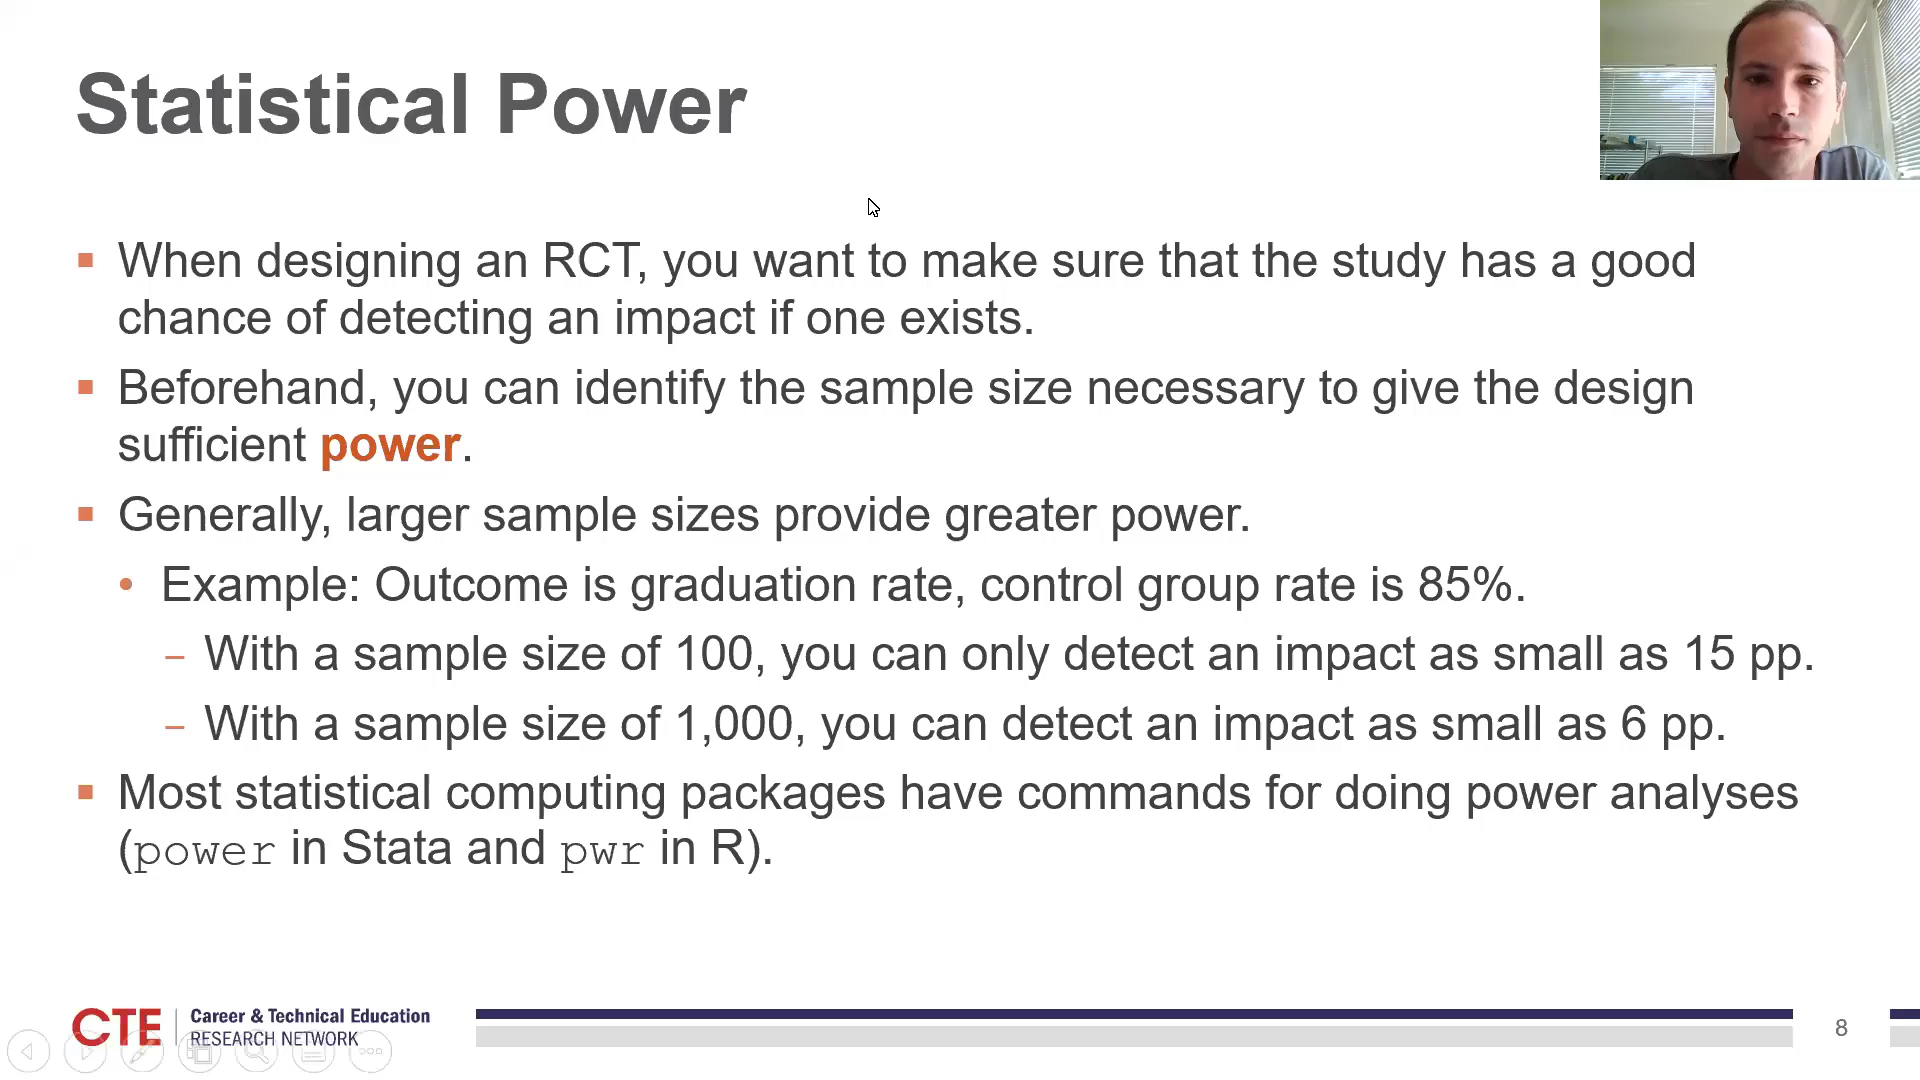 Statistical Power
When designing an RCT, you want to make sure that the study has a good
chance of detecting an impact if one exists.
Beforehand, you can identify the sample size necessary to give the design
sufficient power.
Generally, larger sample sizes provide greater power.
Example: Outcome is graduation rate, control group rate is 85%.
With a sample size of 100, you can only detect an impact as small as 15 pp.
With a sample size of 1,000, you can detect an impact as small as 6 pp.
Most statistical computing packages have commands for doing power analyses
(power in Stata and pwr in R).
CTE
Career & Technical Education
RESEARCH NETWORK
8